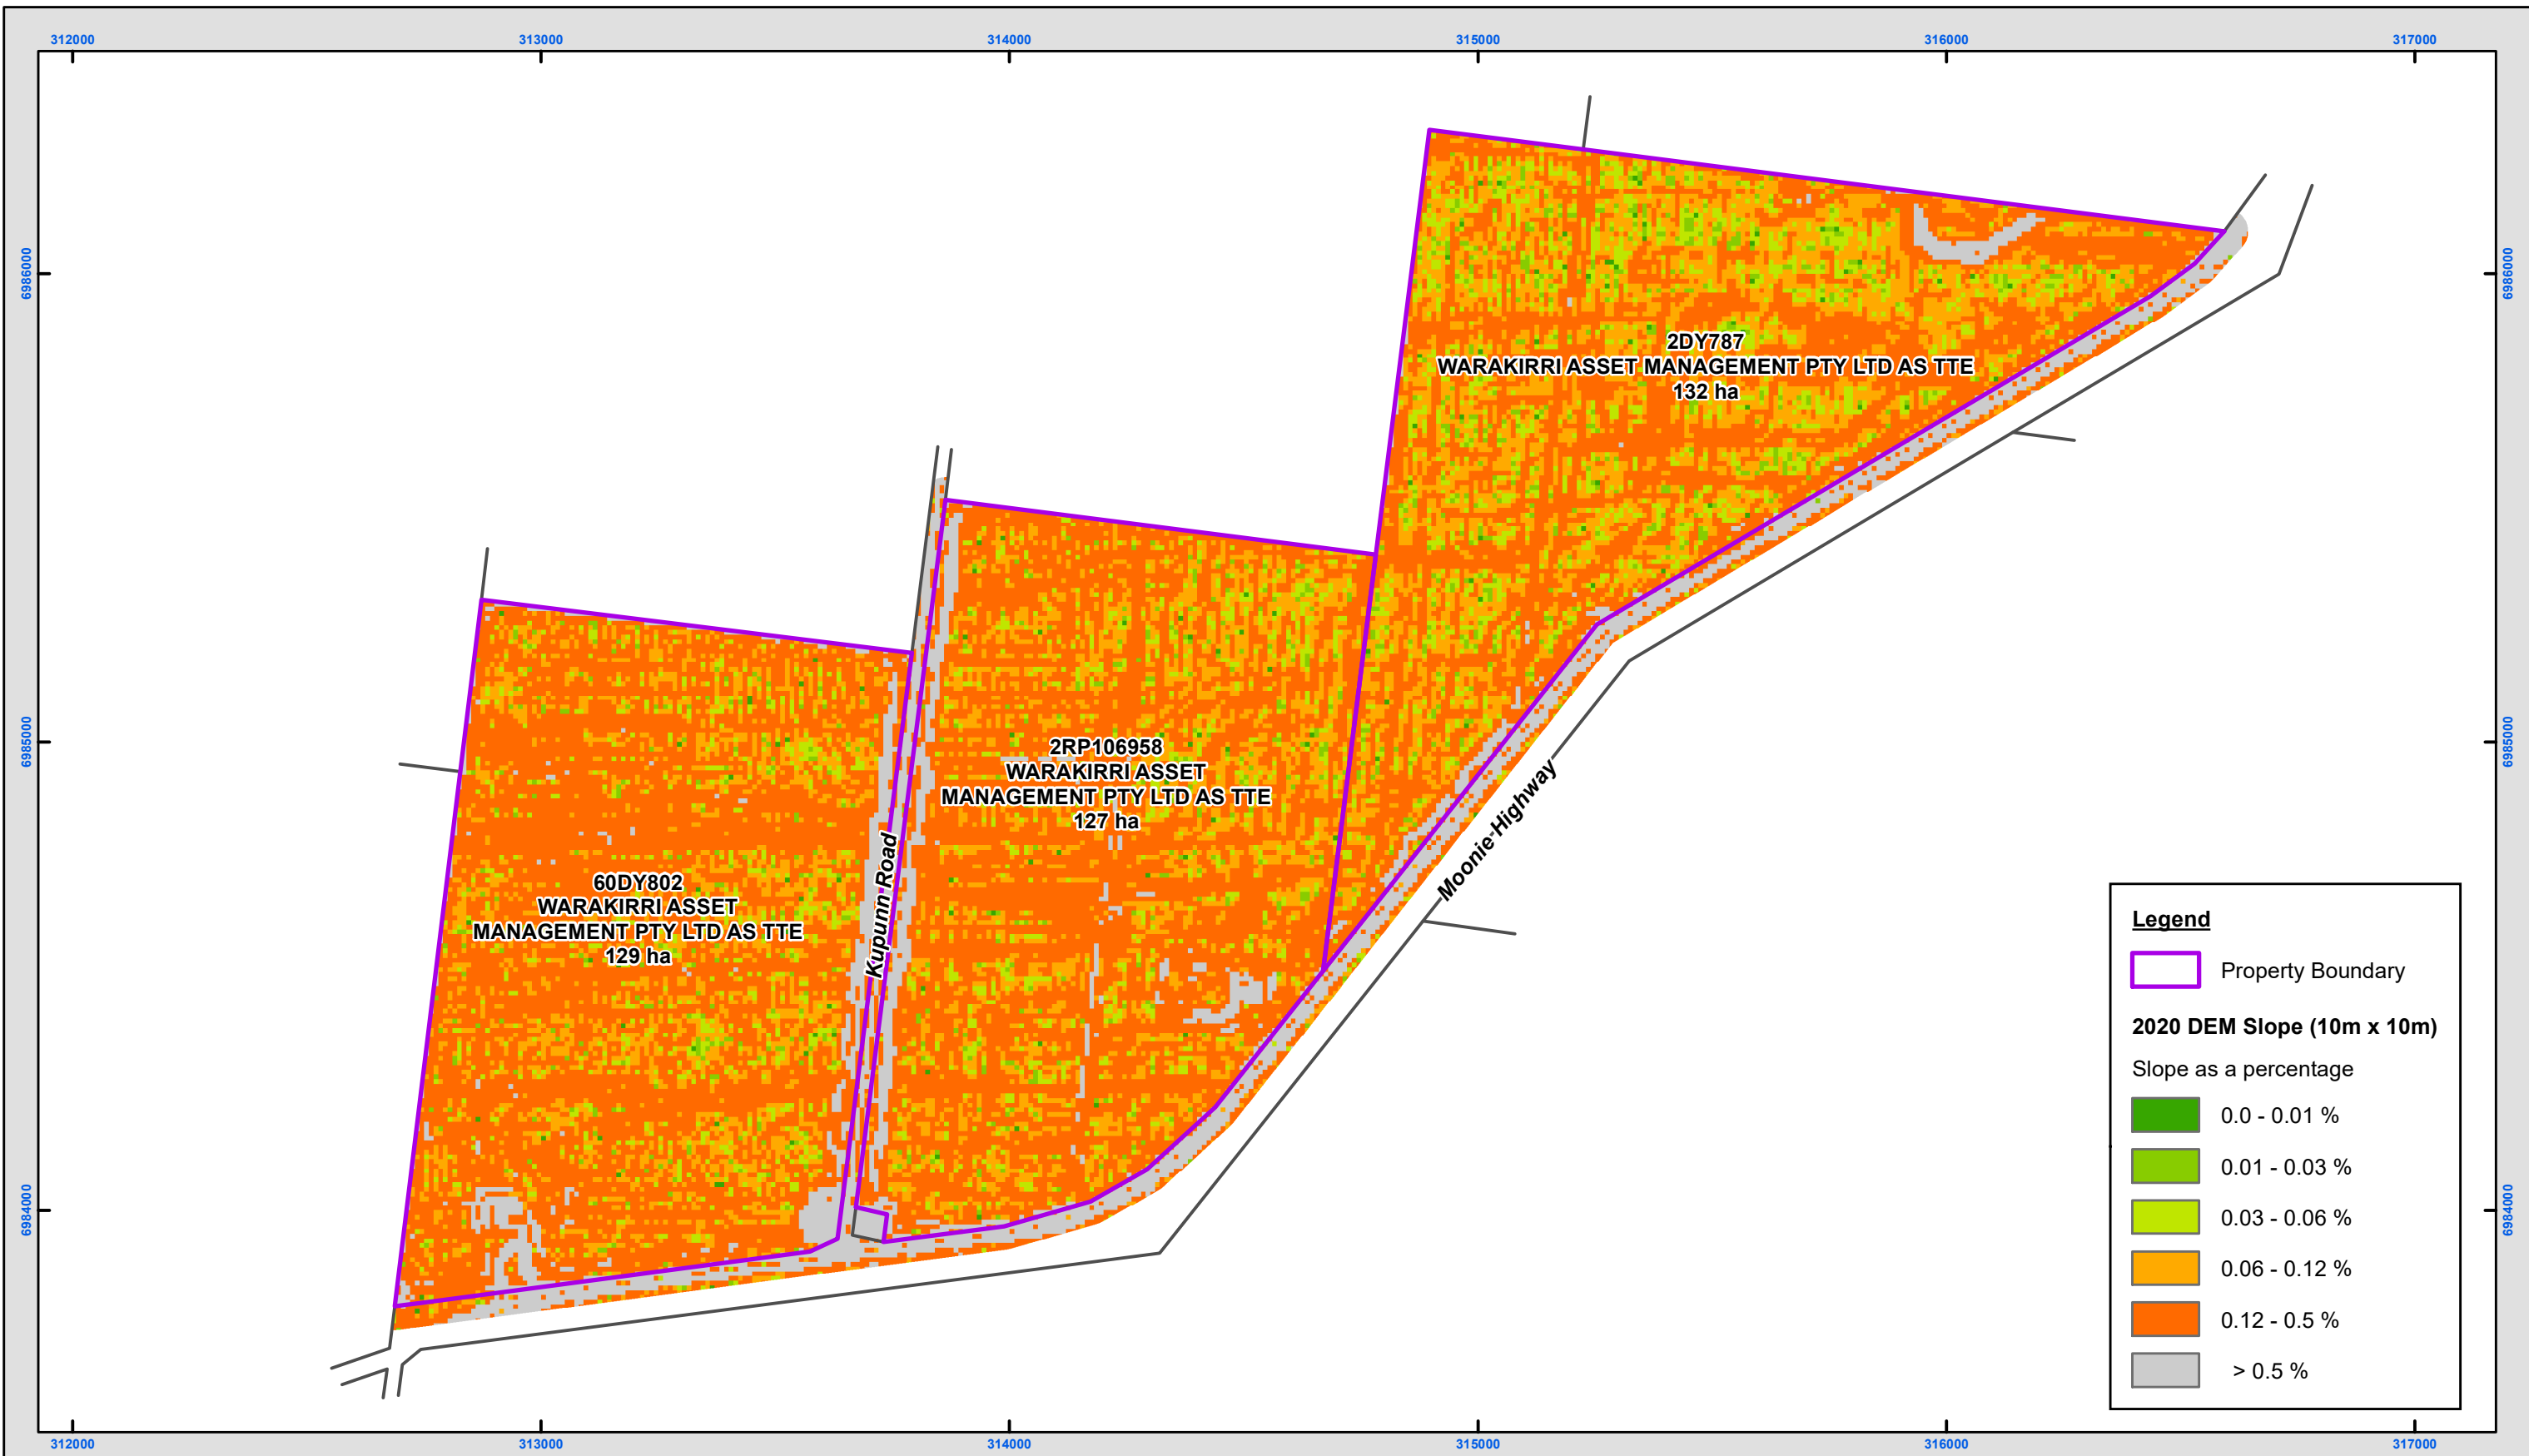 312000
313000
314000
315000
316000
317000
6986000
6986000
2DY787
WARAKIRRI ASSET MANAGEMENT PTY LTD AS TTE
132 ha
6985000
6985000
2RP106958
WARAKIRRI ASSET
MANAGEMENT PTY LTD AS TTE
127 ha
Moonie Highway
Kupunn Road
60DY802
WARAKIRRI ASSET
MANAGEMENT PTY LTD AS TTE
129 ha
6984000
6984000
Legend
Property Boundary
2020 DEM Slope (10m x 10m)
Slope as a percentage
0.0 - 0.01 %
0.01 - 0.03 %
0.03 - 0.06 %
0.06 - 0.12 %
0.12 - 0.5 %
> 0.5 %
312000
313000
314000
315000
316000
317000